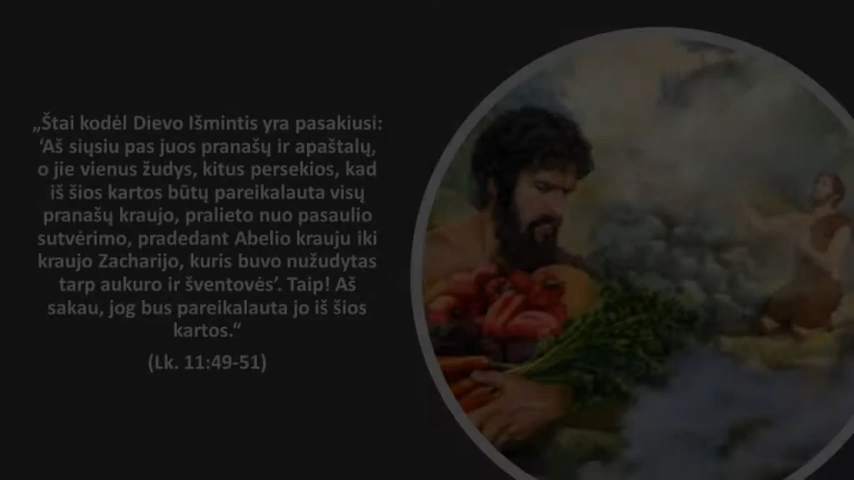 „Štai kodėl Dievo Išmintis yra pasakiusi:
‘Aš siųsiu pas juos pranašų ir apaštalų,
o jie vienus žudys, kitus persekios, kad
iš šios kartos būtų pareikalauta visų
pranašų kraujo, pralieto nuo pasaulio
sutvėrimo, pradedant Abelio krauju iki
kraujo Zacharijo, kuris buvo nužudytas
tarp aukuro ir šventovės’. Taip! Aš
sakau, jog bus pareikalauta jo iš šios
kartos.“
(Lk. 11:49-51)